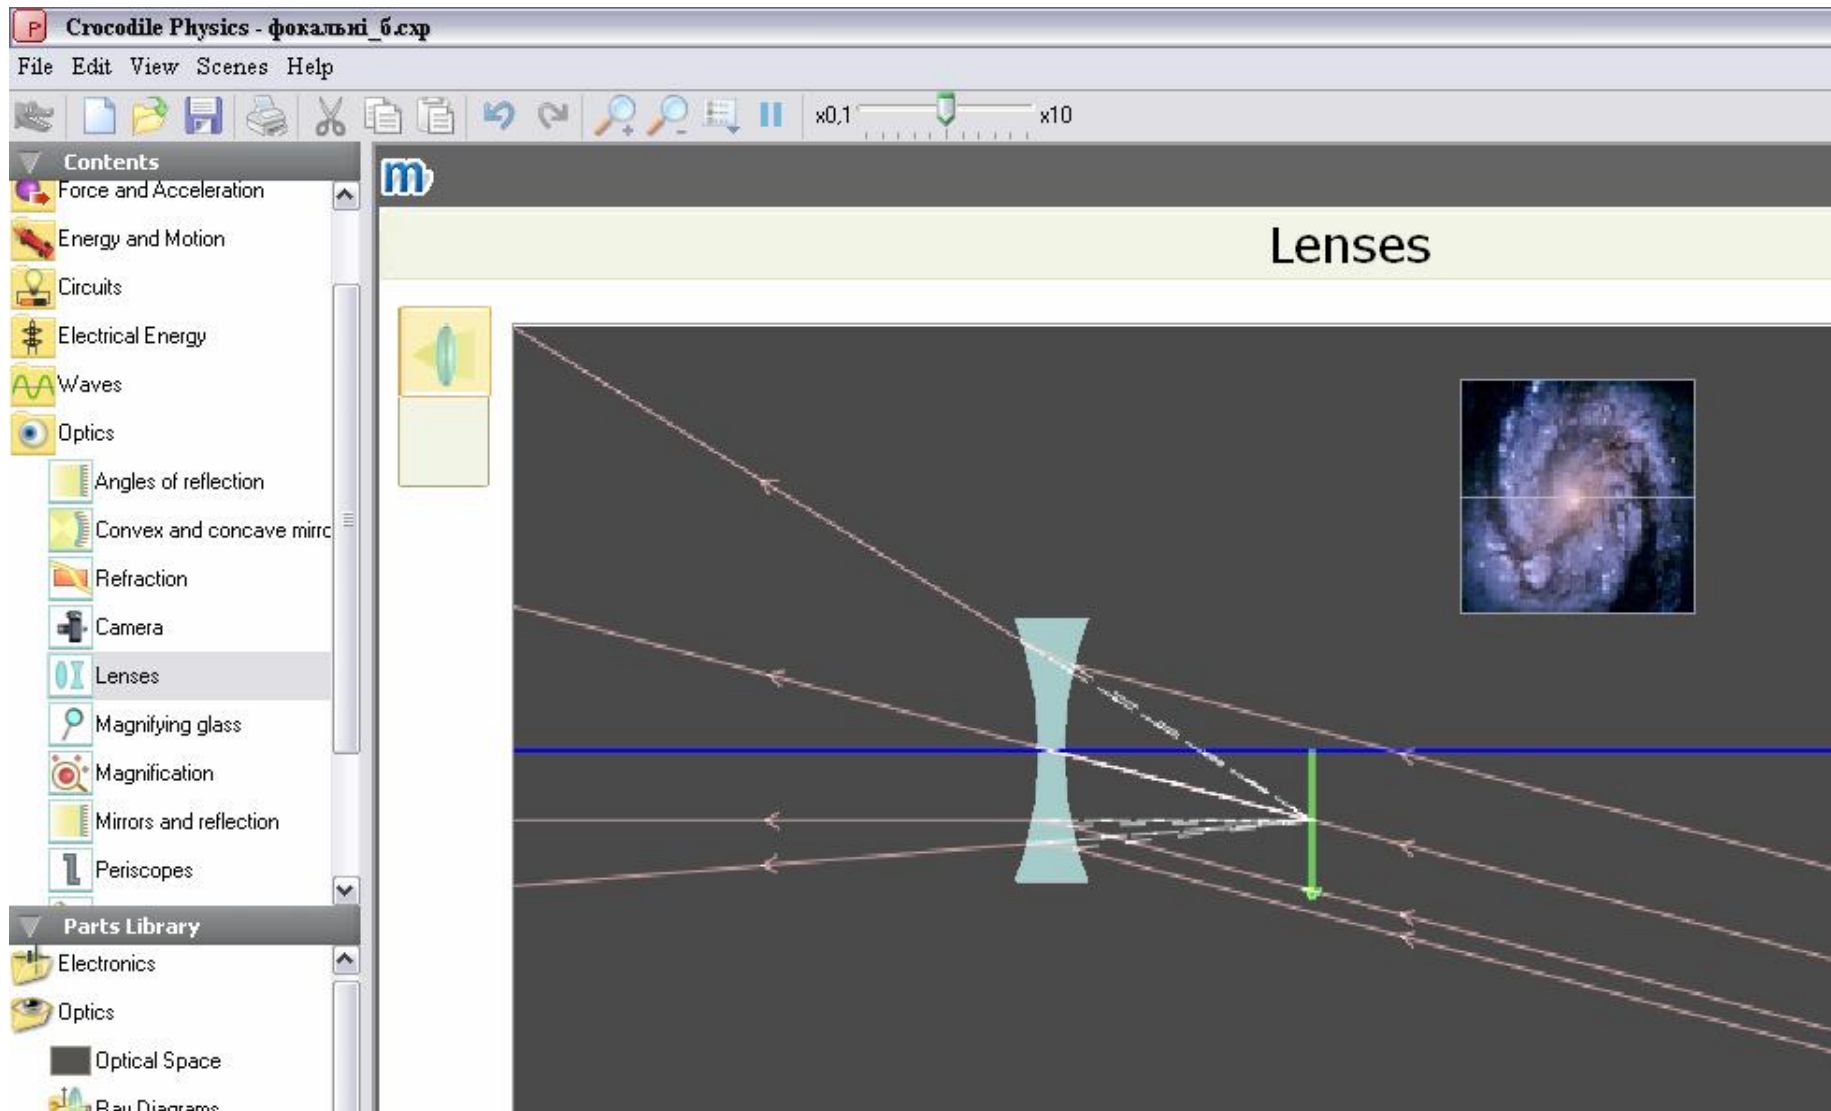 Crocodile Physics - фокальні_б.cxp
File Edit View Scenes Help
x0,1 x10
Contents
Force and Acceleration
Energy and Motion
Circuits
Electrical Energy
Waves
Optics
Angles of reflection
Convex and concave mirrc
Refraction
Camera
Lenses
Magnifying glass
Magnification
Mirrors and reflection
Periscopes
Parts Library
Electronics
Optics
Optical Space
Ray Diagrams
m
Lenses